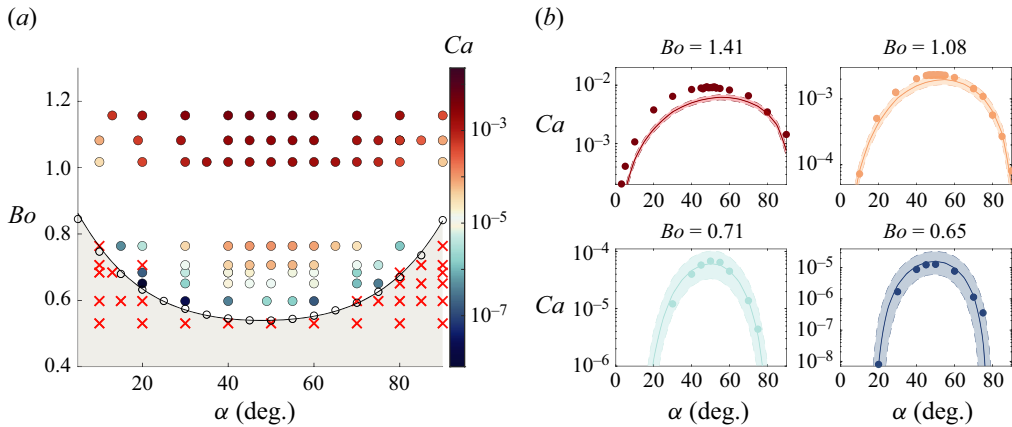 (a)
Ca
Bo
1.2
1.0
0.8
0.6
0.4
20
40
60
80
α (deg.)
10⁻³
10⁻⁵
10⁻⁷
(b)
Bo = 1.41
Ca
10⁻²
10⁻³
0 20 40 60 80
Bo = 1.08
10⁻³
10⁻⁴
0 20 40 60 80
Bo = 0.71
Ca
10⁻⁴
10⁻⁵
10⁻⁶
0 20 40 60 80
α (deg.)
Bo = 0.65
10⁻⁵
10⁻⁶
10⁻⁷
10⁻⁸
0 20 40 60 80
α (deg.)